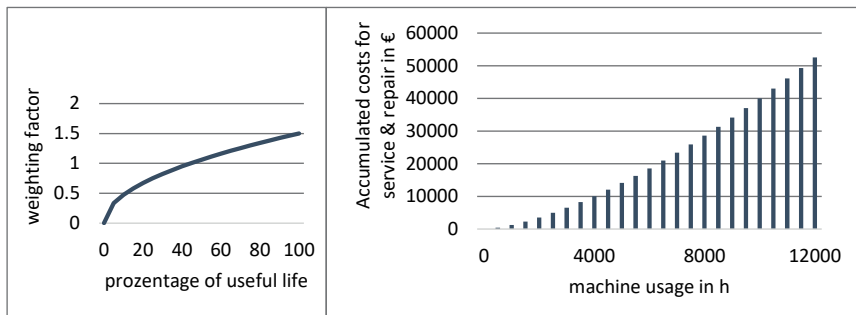 weighting factor
2
1.5
1
0.5
0
0 20 40 60 80 100
prozentage of useful life
Accumulated costs for
service & repair in €
60000
50000
40000
30000
20000
10000
0
0 4000 8000 12000
machine usage in h